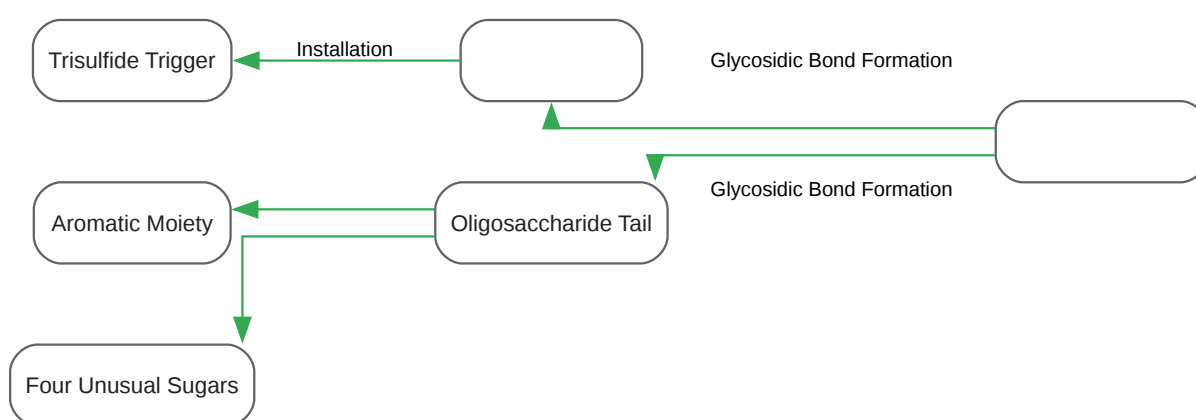 Trisulfide Trigger
Installation
Glycosidic Bond Formation
Aromatic Moiety
Oligosaccharide Tail
Glycosidic Bond Formation
Four Unusual Sugars